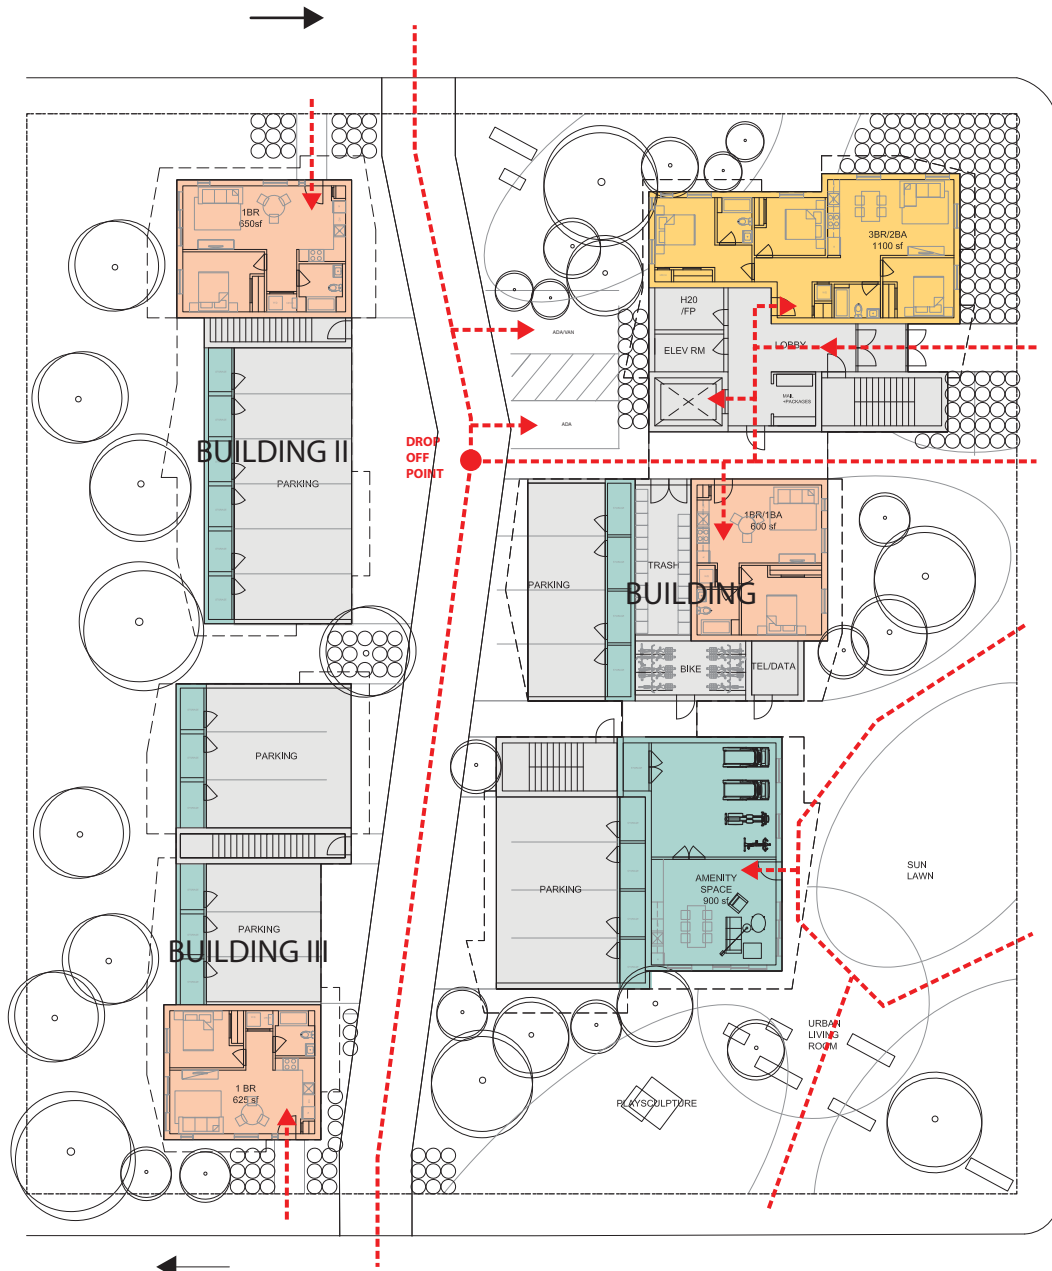 1BR
650sf
3BR/2BA
1100 sf
H20
/FP
ADA/VAN
ELEV RM
LOBBY
MAIL
+PACKAGES
ADA
DROP
OFF
POINT
BUILDING II
PARKING
1BR/1BA
600 sf
TRASH
PARKING
BUILDING
BIKE
TEL/DATA
PARKING
SUN
LAWN
AMENITY
SPACE
900 sf
PARKING
PARKING
BUILDING III
URBAN
LIVING
ROOM
1 BR
625 sf
PLAYSCULPTURE